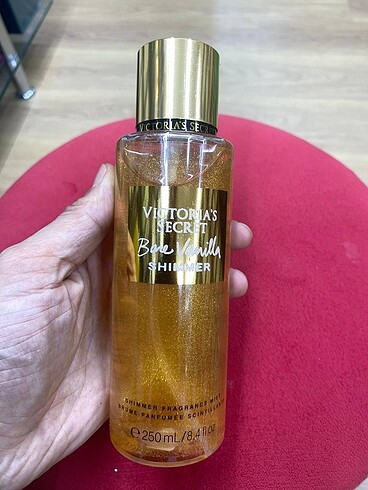 VICTORIA'S SECRET
VICTORIA'S
SECRET
Bare Vanilla
SHIMMER
SHIMMER FRAGRANCE MIST
BRUME PARFUMÉE SCINTILLANTE
℮ 250 mL/8.4 fl oz